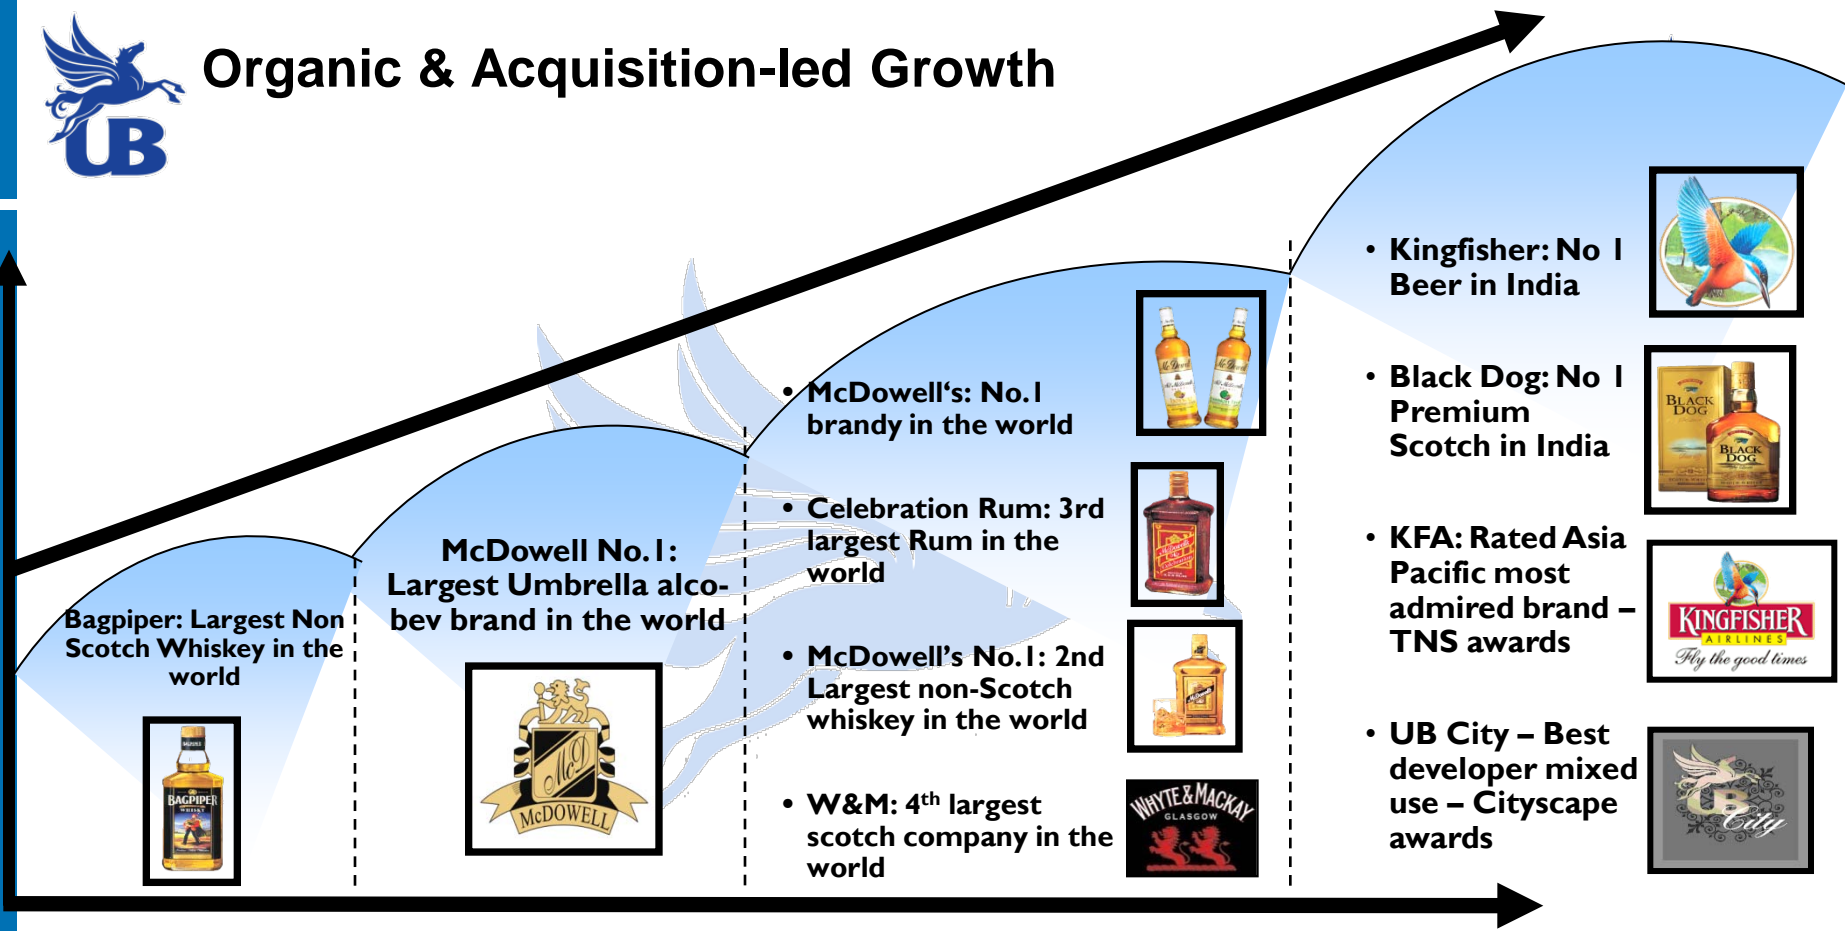 UB
Organic & Acquisition-led Growth
Bagpiper: Largest Non
Scotch Whiskey in the
world
BAGPIPER
WHISKY
McDowell No.1:
Largest Umbrella alco-
bev brand in the world
McD
McDOWELL
• McDowell‘s: No.1
brandy in the world
• Celebration Rum: 3rd
largest Rum in the
world
• McDowell’s No.1: 2nd
Largest non-Scotch
whiskey in the world
• W&M: 4th largest
scotch company in the
world
WHYTE & MACKAY
GLASGOW
• Kingfisher: No 1
Beer in India
• Black Dog: No 1
Premium
Scotch in India
BLACK
DOG
BLACK
DOG
• KFA: Rated Asia
Pacific most
admired brand –
TNS awards
KINGFISHER
AIRLINES
Fly the good times
• UB City – Best
developer mixed
use – Cityscape
awards
UB
City